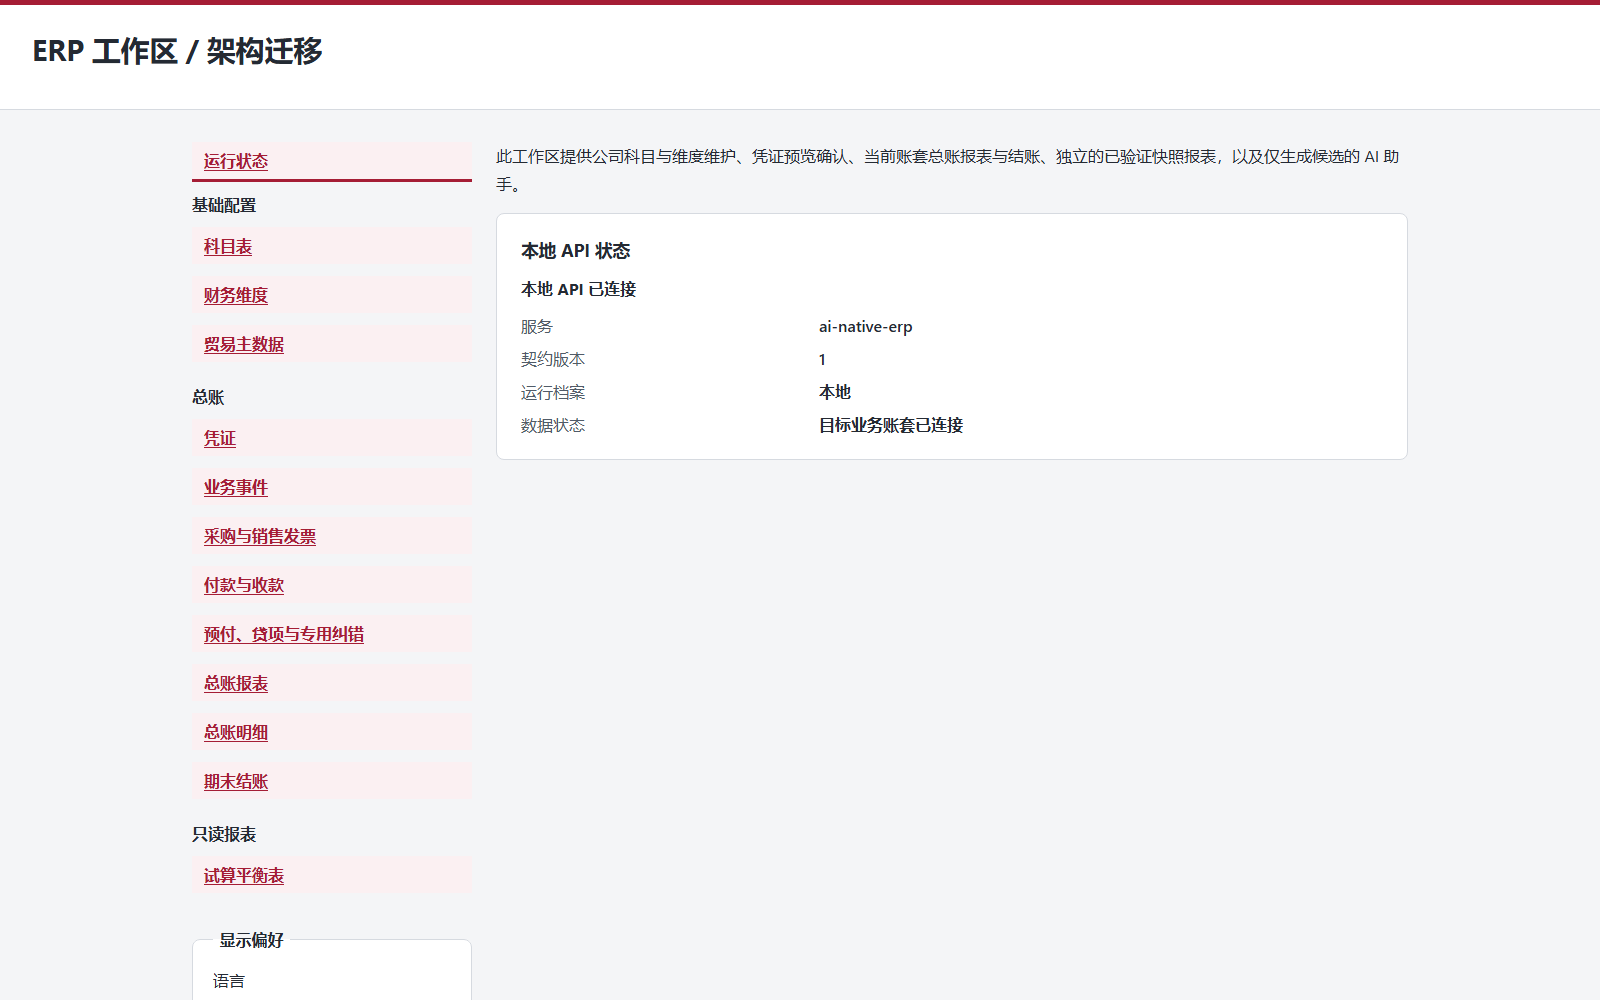 ERP 工作区 / 架构迁移
运行状态
基础配置
科目表
财务维度
贸易主数据
总账
凭证
业务事件
采购与销售发票
付款与收款
预付、贷项与专用纠错
总账报表
总账明细
期末结账
只读报表
试算平衡表
显示偏好
语言
此工作区提供公司科目与维度维护、凭证预览确认、当前账套总账报表与结账、独立的已验证快照报表，以及仅生成候选的 AI 助
手。
本地 API 状态
本地 API 已连接
服务 ai-native-erp
契约版本 1
运行档案 本地
数据状态 目标业务账套已连接